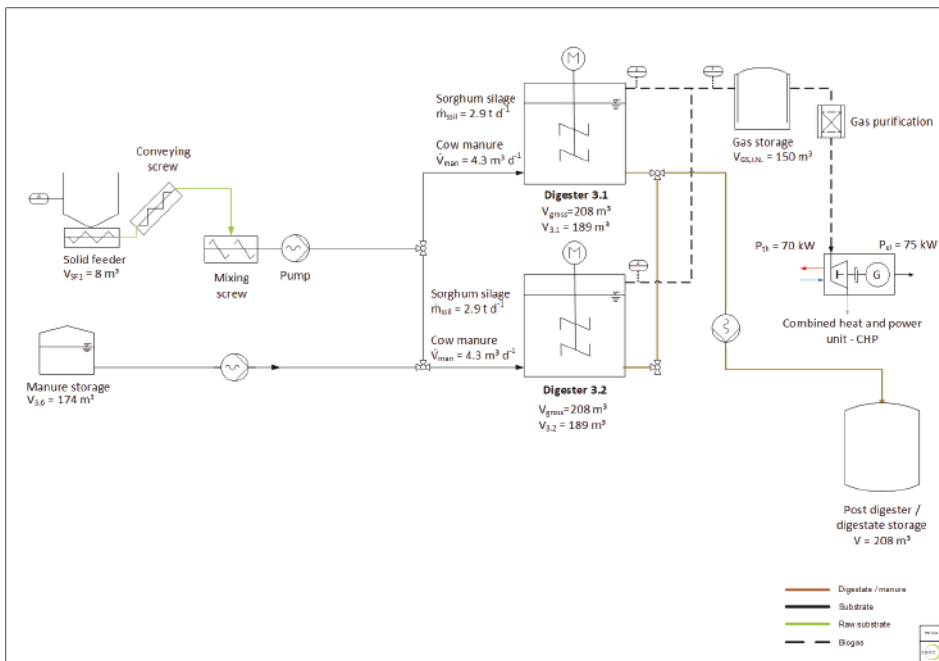 M
Sorghum silage
ṁssil = 2.9 t d⁻¹
Cow manure
V̇man = 4.3 m³ d⁻¹
Digester 3.1
Vgross=208 m³
V3.1 = 189 m³
Gas storage
VGS,i.N. = 150 m³
Gas purification
Conveying
screw
Solid feeder
VSF1 = 8 m³
Mixing
screw
Pump
Pth = 70 kW
Pel = 75 kW
G
Combined heat and power
unit - CHP
M
Sorghum silage
ṁssil = 2.9 t d⁻¹
Cow manure
V̇man = 4.3 m³ d⁻¹
Digester 3.2
Vgross=208 m³
V3.2 = 189 m³
Manure storage
V3.6 = 174 m³
Post digester /
digestate storage
V = 208 m³
Digestate / manure
Substrate
Raw substrate
Biogas